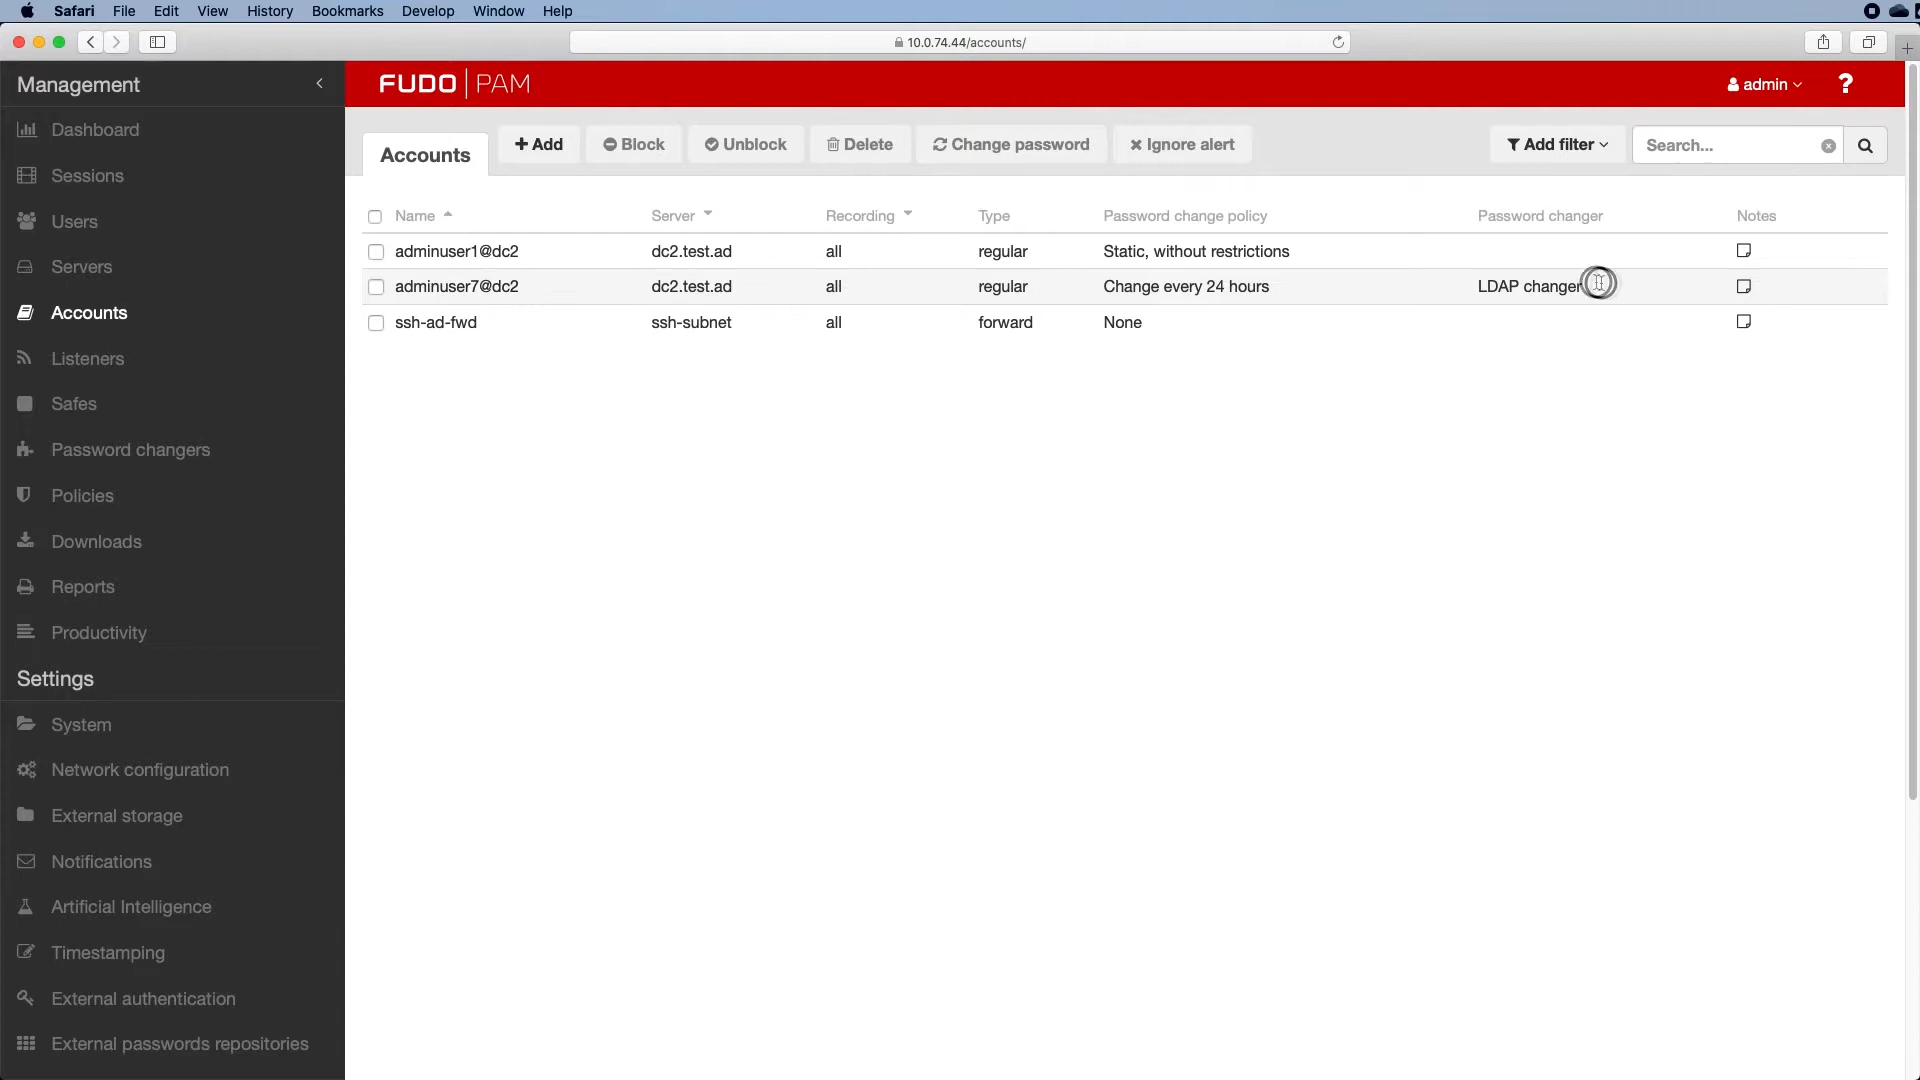 Safari File Edit View History Bookmarks Develop Window Help
10.0.74.44/accounts/
Management
FUDO | PAM
admin
?
Dashboard
Sessions
Users
Servers
Accounts
Listeners
Safes
Password changers
Policies
Downloads
Reports
Productivity
Settings
System
Network configuration
External storage
Notifications
Artificial Intelligence
Timestamping
External authentication
External passwords repositories
Accounts
Add
Block
Unblock
Delete
Change password
Ignore alert
Add filter
Search...
Name Server Recording Type Password change policy Password changer Notes
adminuser1@dc2 dc2.test.ad all regular Static, without restrictions
adminuser7@dc2 dc2.test.ad all regular Change every 24 hours LDAP changer
ssh-ad-fwd ssh-subnet all forward None